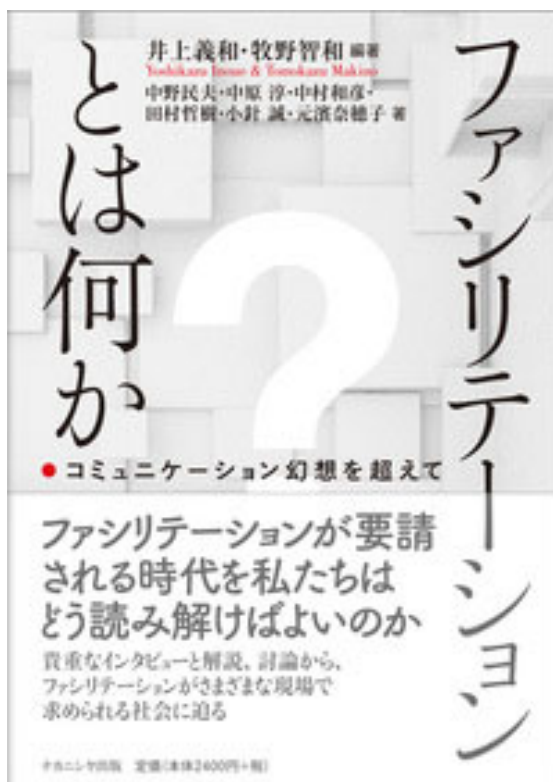 ファシリテーション
とは何か
井上義和・牧野智和 編著
Yoshikazu Inoue & Tomokazu Makino
中野民夫・中原 淳・中村和彦・
田村哲樹・小針 誠・元濱奈穂子 著
● コミュニケーション幻想を超えて
ファシリテーションが要請
される時代を私たちは
どう読み解けばよいのか
貴重なインタビューと解説、討論から、
ファシリテーションがさまざまな現場で
求められる社会に迫る
ナカニシヤ出版 定価(本体2400円+税)